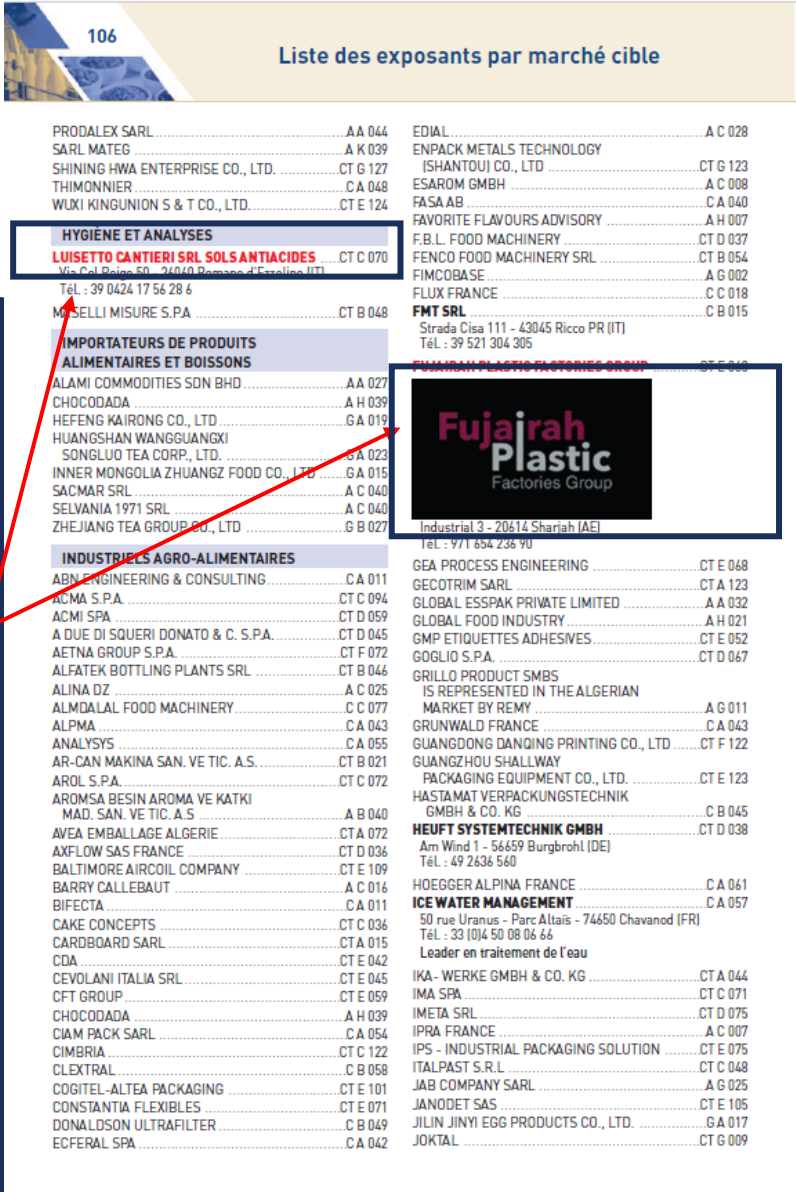 106
Liste des exposants par marché cible
PRODALEX SARL A A 044
SARL MATEG A K 039
SHINING HWA ENTERPRISE CO., LTD. CT G 127
THIMONNIER C A 048
WUXI KINGUNION S & T CO., LTD. CT E 124
HYGIÈNE ET ANALYSES
LUISETTO CANTIERI SRL SOLS ANTIACIDES CT C 070
Via Col Beige 50 - 36060 Romano d'Ezzelino (IT)
Tél. : 39 0424 17 56 28 6
MASELLI MISURE S.P.A CT B 048
IMPORTATEURS DE PRODUITS
ALIMENTAIRES ET BOISSONS
ALAMI COMMODITIES SDN BHD A A 027
CHOCODADA A H 039
HEFENG KAIRONG CO., LTD G A 019
HUANGSHAN WANGGUANGXI
SONGLUO TEA CORP., LTD. G A 023
INNER MONGOLIA ZHUANGZ FOOD CO., LTD G A 015
SACMAR SRL A C 040
SELVANIA 1971 SRL A C 040
ZHEJIANG TEA GROUP CO., LTD G B 027
INDUSTRIELS AGRO-ALIMENTAIRES
ABN ENGINEERING & CONSULTING C A 011
ACMA S.P.A. CT C 094
ACMI SPA CT D 059
A DUE DI SQUERI DONATO & C. S.P.A. CT D 045
AETNA GROUP S.P.A. CT F 072
ALFATEK BOTTLING PLANTS SRL CT B 046
ALINA DZ A C 025
ALMDALAL FOOD MACHINERY C C 077
ALPMA C A 043
ANALYSYS C A 055
AR-CAN MAKINA SAN. VE TIC. A.S. CT B 021
AROL S.P.A. CT C 072
AROMSA BESIN AROMA VE KATKI
MAD. SAN. VE TIC. A.S A B 040
AVEA EMBALLAGE ALGERIE CT A 072
AXFLOW SAS FRANCE CT D 036
BALTIMORE AIRCOIL COMPANY CT E 109
BARRY CALLEBAUT A C 016
BIFECTA C A 011
CAKE CONCEPTS CT C 036
CARDBOARD SARL CT A 015
CDA CT E 042
CEVOLANI ITALIA SRL CT E 045
CFT GROUP CT E 059
CHOCODADA A H 039
CIAM PACK SARL C A 054
CIMBRIA CT C 122
CLEXTRAL C B 058
COGITEL-ALTEA PACKAGING CT E 101
CONSTANTIA FLEXIBLES CT E 071
DONALDSON ULTRAFILTER C B 049
ECFERAL SPA C A 042
EDIAL A C 028
ENPACK METALS TECHNOLOGY
(SHANTOU) CO., LTD CT G 123
ESAROM GMBH A C 008
FASA AB C A 040
FAVORITE FLAVOURS ADVISORY A H 007
F.B.L. FOOD MACHINERY CT D 037
FENCO FOOD MACHINERY SRL CT B 054
FIMCOBASE A G 002
FLUX FRANCE C C 018
FMT SRL C B 015
Strada Cisa 111 - 43045 Ricco PR (IT)
Tél. : 39 521 304 305
FUJAIRAH PLASTIC FACTORIES GROUP CT E 063
Fujairah
Plastic
Factories Group
Industrial 3 - 20614 Sharjah (AE)
Tél. : 971 654 236 90
GEA PROCESS ENGINEERING CT E 068
GECOTRIM SARL CT A 123
GLOBAL ESSPAK PRIVATE LIMITED A A 032
GLOBAL FOOD INDUSTRY A H 021
GMP ETIQUETTES ADHESIVES CT E 052
GOGLIO S.P.A. CT D 067
GRILLO PRODUCT SMBS
IS REPRESENTED IN THE ALGERIAN
MARKET BY REMY A G 011
GRUNWALD FRANCE C A 043
GUANGDONG DANQING PRINTING CO., LTD CT F 122
GUANGZHOU SHALLWAY
PACKAGING EQUIPMENT CO., LTD. CT E 123
HASTAMAT VERPACKUNGSTECHNIK
GMBH & CO. KG C B 045
HEUFT SYSTEMTECHNIK GMBH CT D 038
Am Wind 1 - 56659 Burgbrohl (DE)
Tél. : 49 2636 560
HOEGGER ALPINA FRANCE C A 061
ICE WATER MANAGEMENT C A 057
50 rue Uranus - Parc Altaïs - 74650 Chavanod (FR)
Tél. : 33 (0)4 50 08 06 66
Leader en traitement de l'eau
IKA- WERKE GMBH & CO. KG CT A 044
IMA SPA CT C 071
IMETA SRL CT D 075
IPRA FRANCE A C 007
IPS - INDUSTRIAL PACKAGING SOLUTION CT E 075
ITALPAST S.R.L CT C 048
JAB COMPANY SARL A G 025
JANODET SAS CT E 105
JILIN JINYI EGG PRODUCTS CO., LTD. G A 017
JOKTAL CT G 009